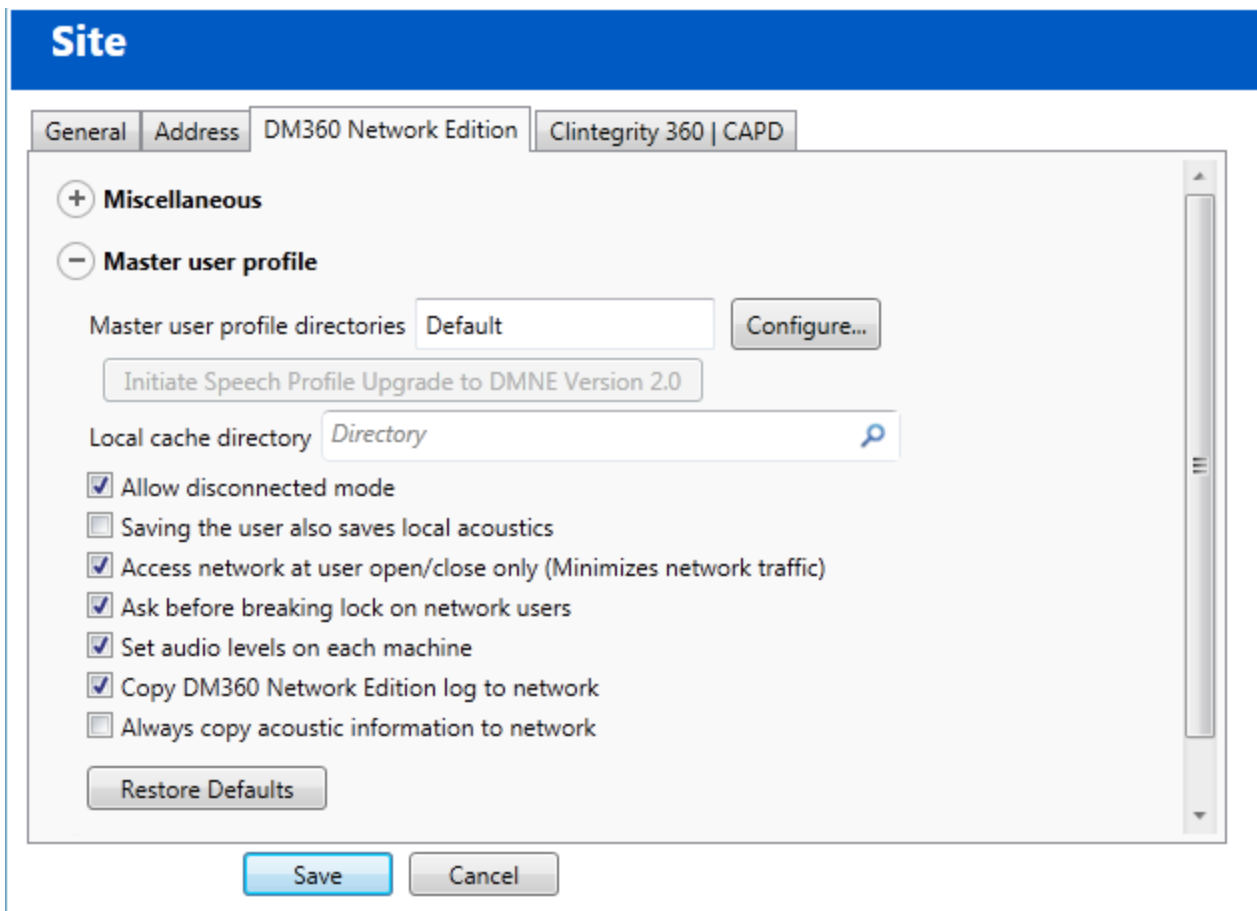 Site
General Address DM360 Network Edition Clintegrity 360 | CAPD
Miscellaneous
Master user profile
Master user profile directories Default Configure...
Initiate Speech Profile Upgrade to DMNE Version 2.0
Local cache directory Directory
Allow disconnected mode
Saving the user also saves local acoustics
Access network at user open/close only (Minimizes network traffic)
Ask before breaking lock on network users
Set audio levels on each machine
Copy DM360 Network Edition log to network
Always copy acoustic information to network
Restore Defaults
Save Cancel